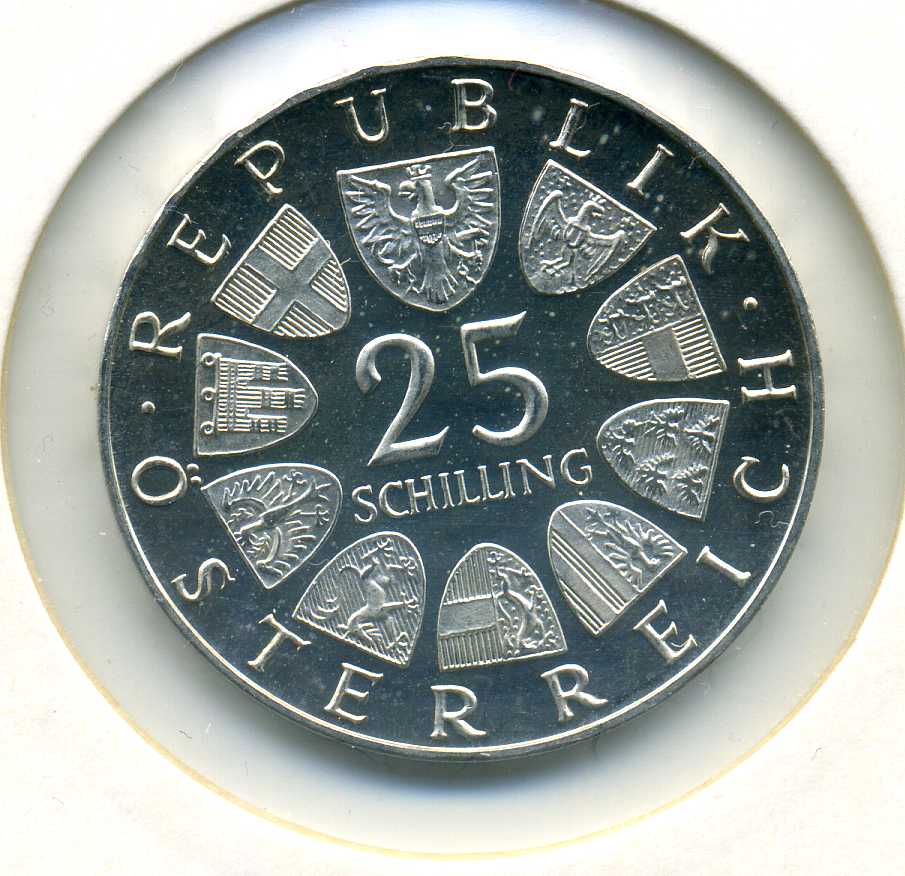 REPUBLIK · ÖSTERREICH ·
25
SCHILLING